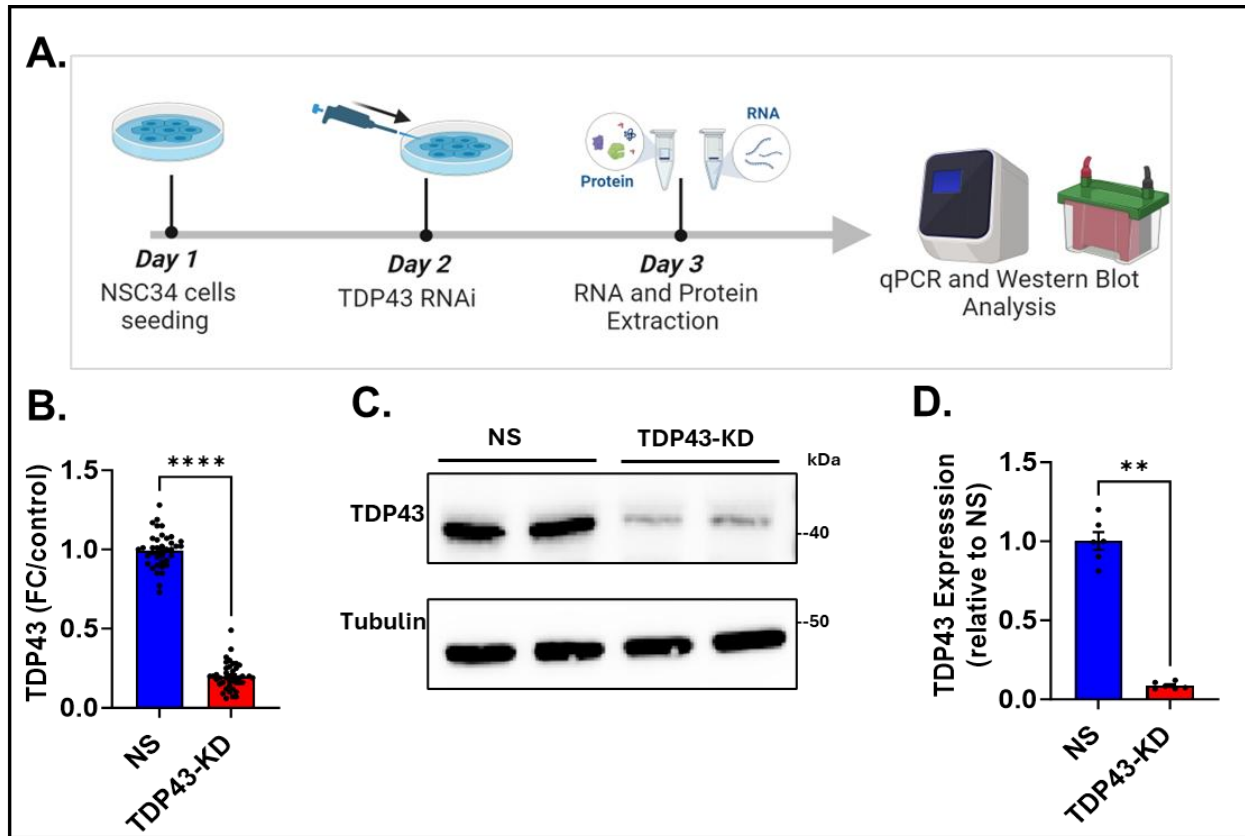 A.
Protein
RNA
Day 1
NSC34 cells
seeding
Day 2
TDP43 RNAi
Day 3
RNA and Protein
Extraction
qPCR and Western Blot
Analysis
B.
TDP43 (FC/control)
1.5
1.0
0.5
0.0
****
NS
TDP43-KD
C.
NS
TDP43-KD
kDa
TDP43
--40
Tubulin
--50
D.
TDP43 Expresssion
(relative to NS)
1.5
1.0
0.5
0.0
**
NS
TDP43-KD